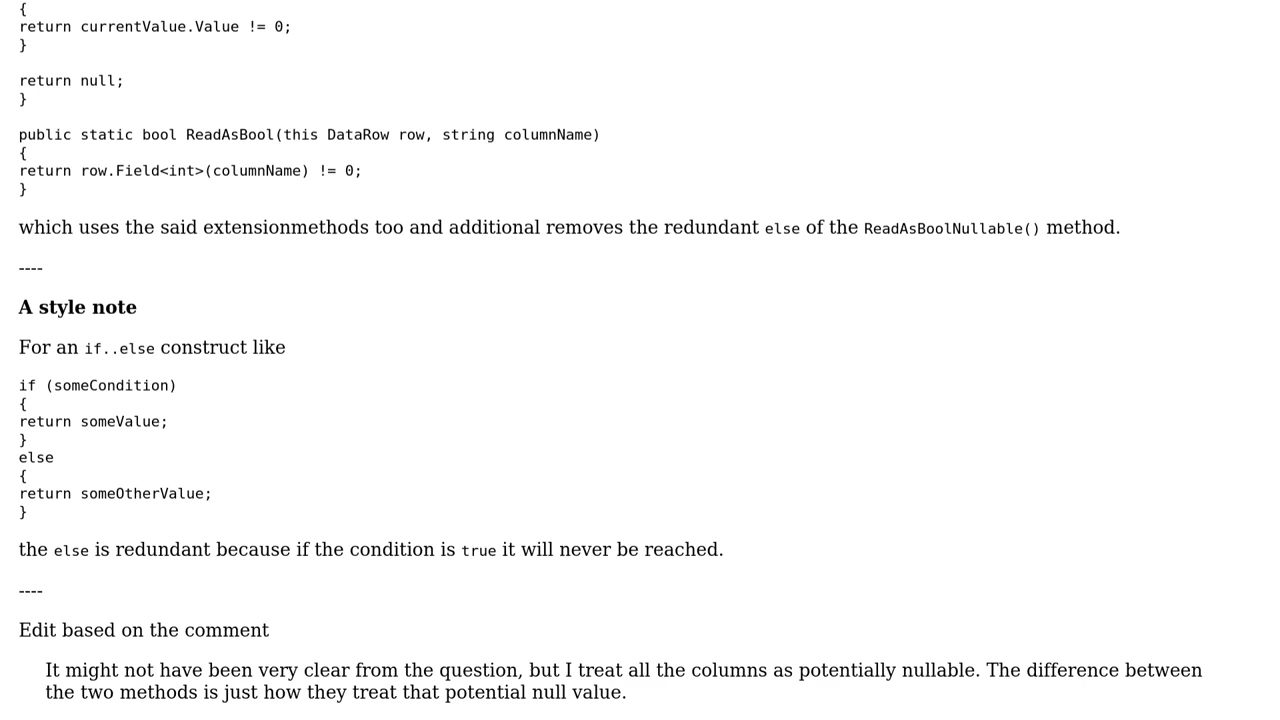 {
return currentValue.Value != 0;
}
return null;
}
public static bool ReadAsBool(this DataRow row, string columnName)
{
return row.Field<int>(columnName) != 0;
}
which uses the said extensionmethods too and additional removes the redundant else of the ReadAsBoolNullable() method.
----
A style note
For an if..else construct like
if (someCondition)
{
return someValue;
}
else
{
return someOtherValue;
}
the else is redundant because if the condition is true it will never be reached.
----
Edit based on the comment
It might not have been very clear from the question, but I treat all the columns as potentially nullable. The difference between
the two methods is just how they treat that potential null value.